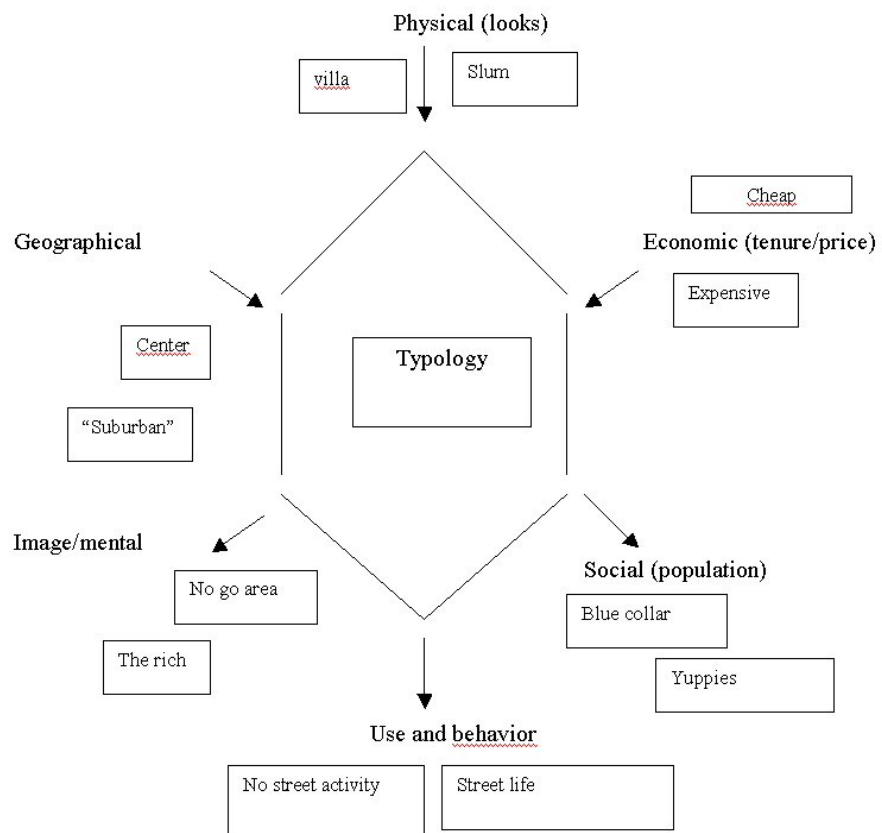 Physical (looks)
villa
Slum
Cheap
Geographical
Economic (tenure/price)
Expensive
Center
Typology
“Suburban”
Image/mental
Social (population)
No go area
Blue collar
The rich
Yuppies
Use and behavior
No street activity
Street life